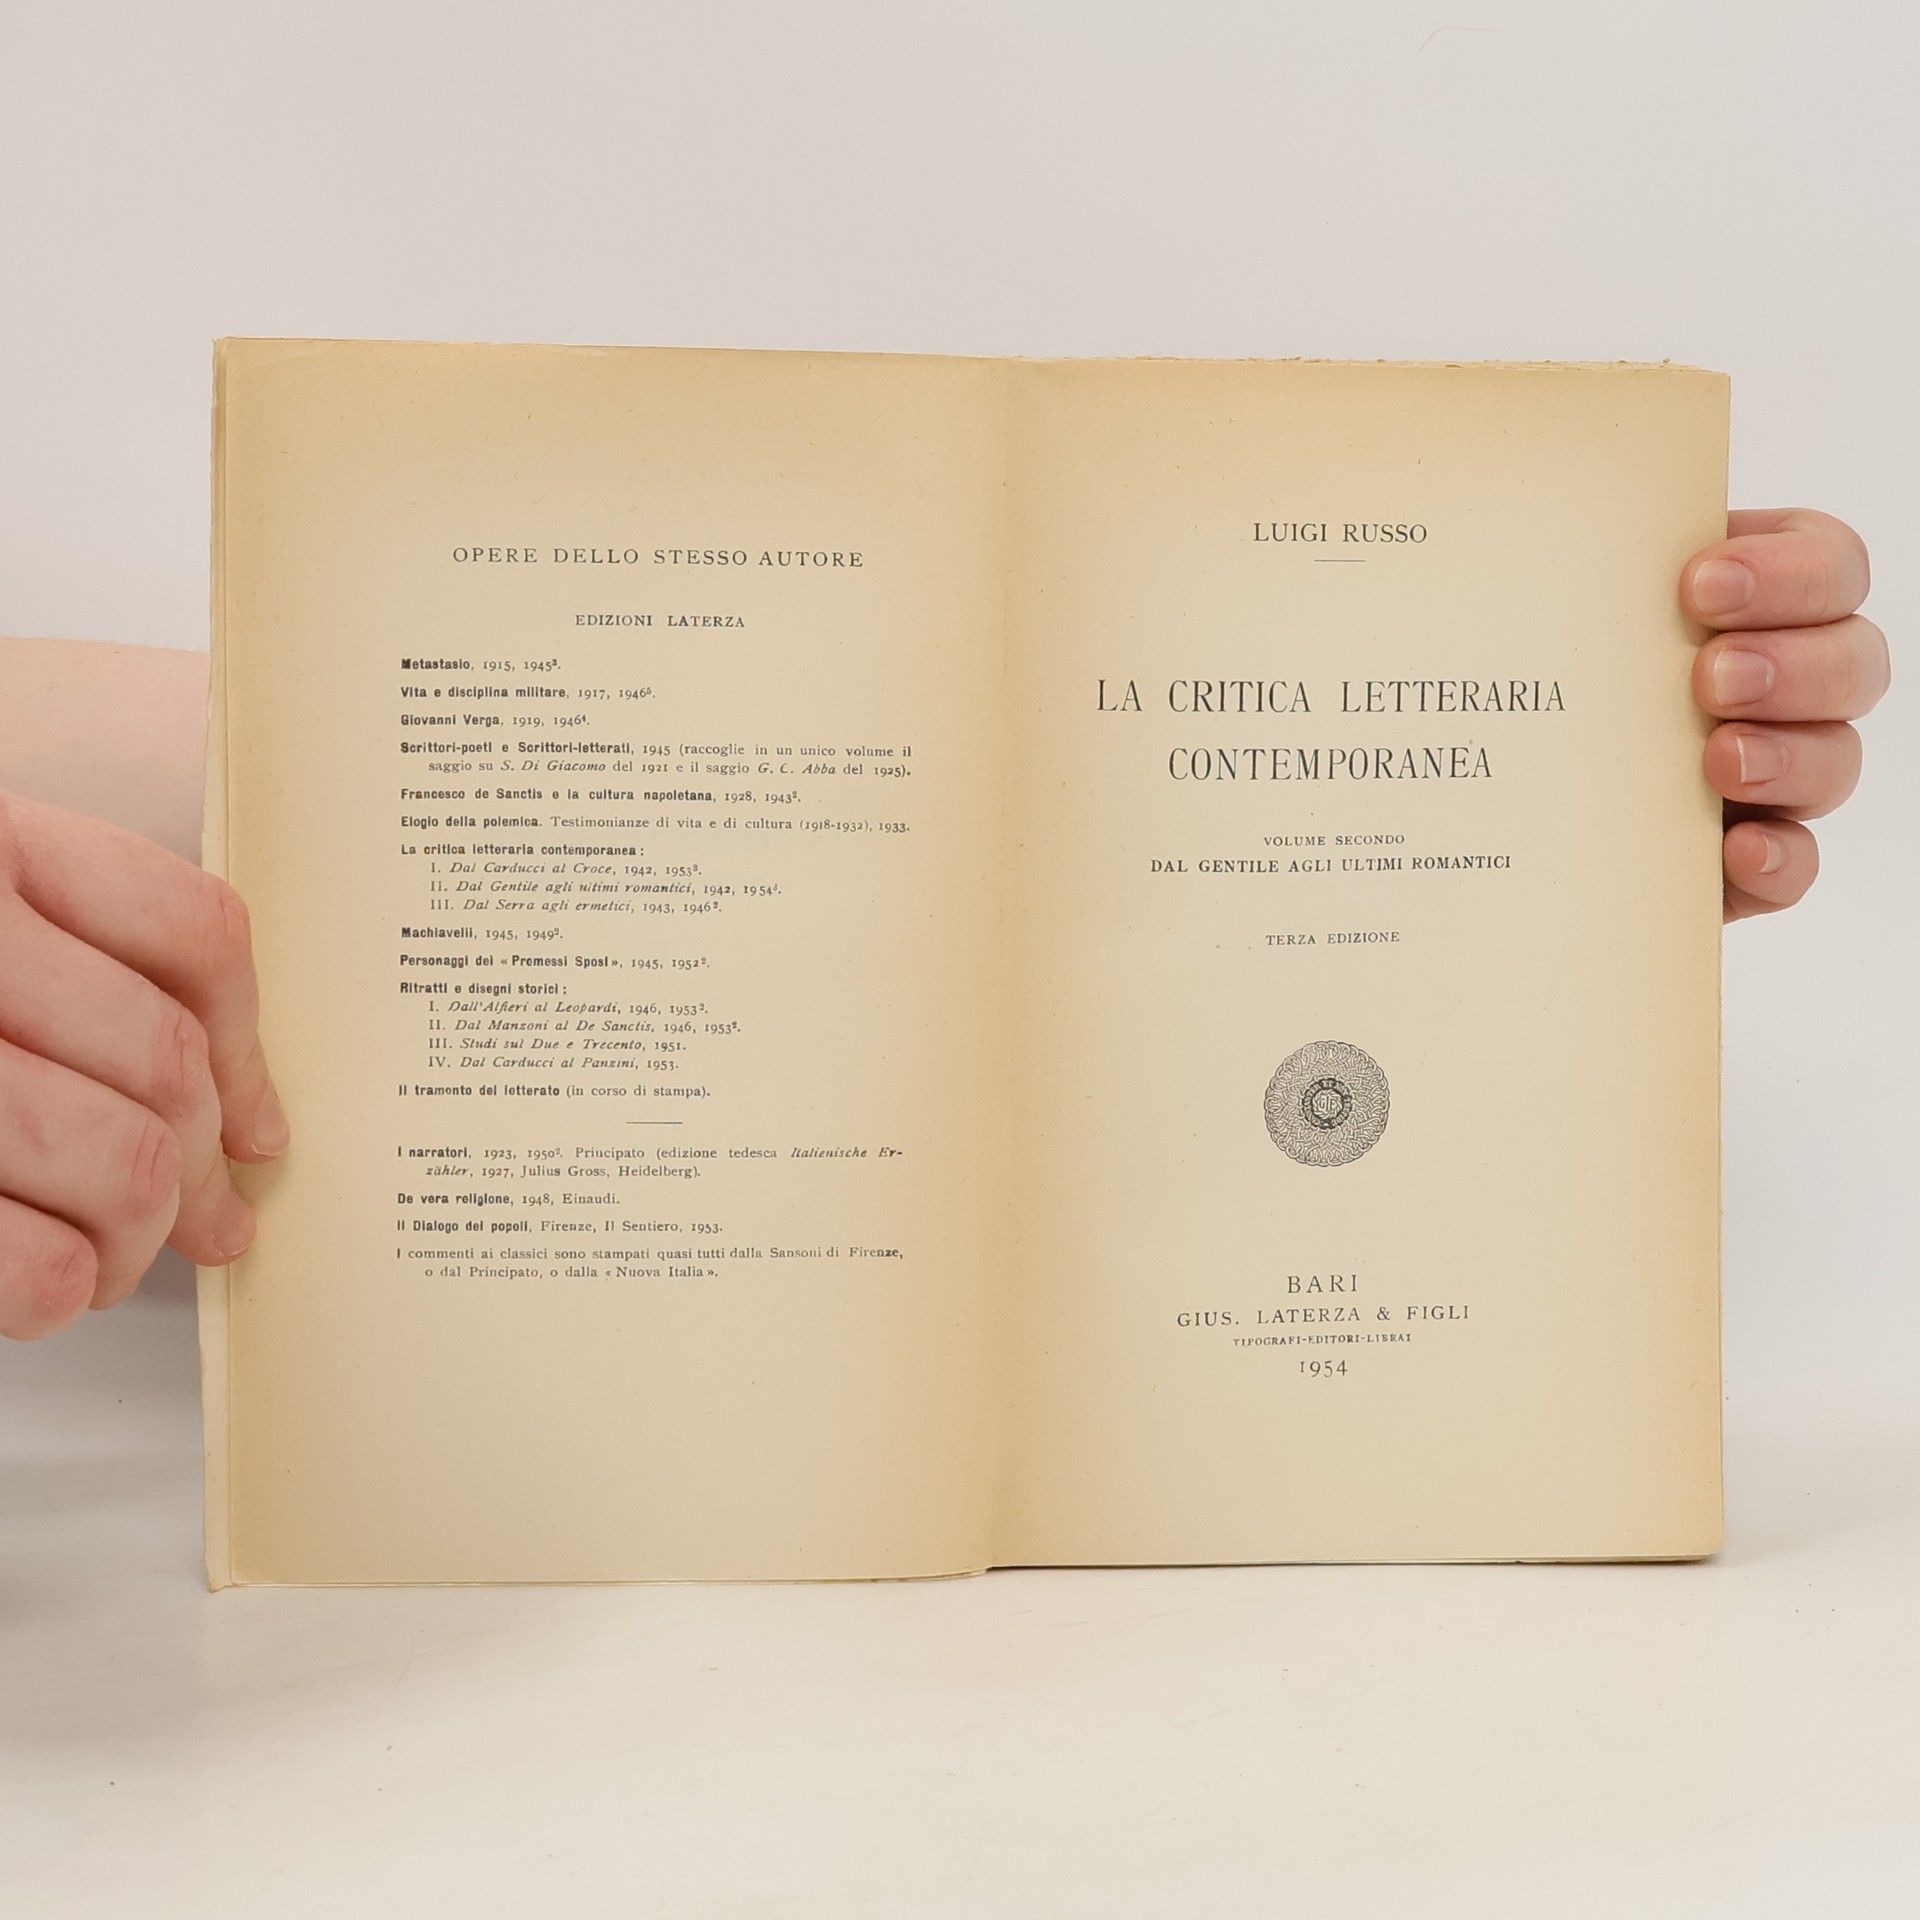 OPERE DELLO STESSO AUTORE
EDIZIONI LATERZA
Metastasio, 1915, 1945³.
Vita e disciplina militare, 1917, 1946⁵.
Giovanni Verga, 1919, 1946⁴.
Scrittori-poeti e Scrittori-letterati, 1945 (raccoglie in un unico volume il
saggio su S. Di Giacomo del 1921 e il saggio G. C. Abba del 1925).
Francesco de Sanctis e la cultura napoletana, 1928, 1943².
Elogio della polemica. Testimonianze di vita e di cultura (1918-1932), 1933.
La critica letteraria contemporanea:
I. Dal Carducci al Croce, 1942, 1953³.
II. Dal Gentile agli ultimi romantici, 1942, 1954³.
III. Dal Serra agli ermetici, 1943, 1946².
Machiavelli, 1945, 1949².
Personaggi dei «Promessi Sposi», 1945, 1952².
Ritratti e disegni storici:
I. Dall'Alfieri al Leopardi, 1946, 1953².
II. Dal Manzoni al De Sanctis, 1946, 1953².
III. Studi sul Due e Trecento, 1951.
IV. Dal Carducci al Panzini, 1953.
Il tramonto del letterato (in corso di stampa).
I narratori, 1923, 1950². Principato (edizione tedesca Italienische Er-
zähler, 1927, Julius Gross, Heidelberg).
De vera religione, 1948, Einaudi.
Il Dialogo dei popoli, Firenze, Il Sentiero, 1953.
I commenti ai classici sono stampati quasi tutti dalla Sansoni di Firenze,
o dal Principato, o dalla «Nuova Italia».
LUIGI RUSSO
LA CRITICA LETTERARIA
CONTEMPORANEA
VOLUME SECONDO
DAL GENTILE AGLI ULTIMI ROMANTICI
TERZA EDIZIONE
BARI
GIUS. LATERZA & FIGLI
TIPOGRAFI-EDITORI-LIBRAI
1954